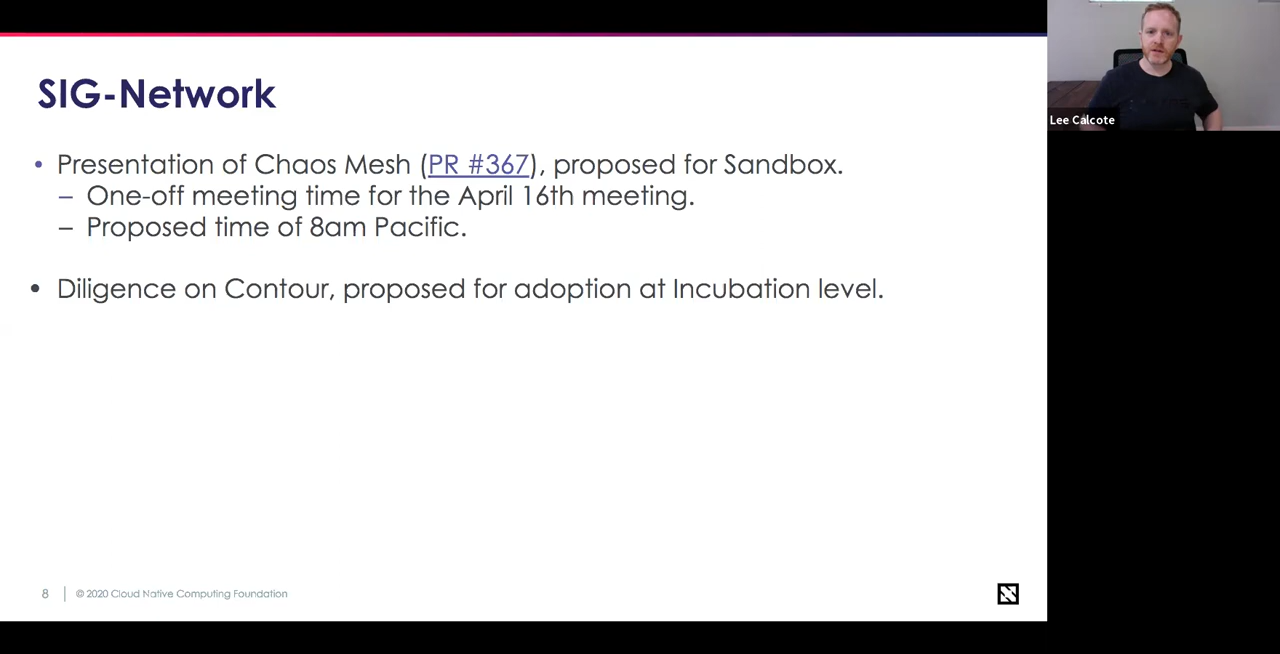 SIG-Network
• Presentation of Chaos Mesh (PR #367), proposed for Sandbox.
– One-off meeting time for the April 16th meeting.
– Proposed time of 8am Pacific.
• Diligence on Contour, proposed for adoption at Incubation level.
8 | © 2020 Cloud Native Computing Foundation
Lee Calcote